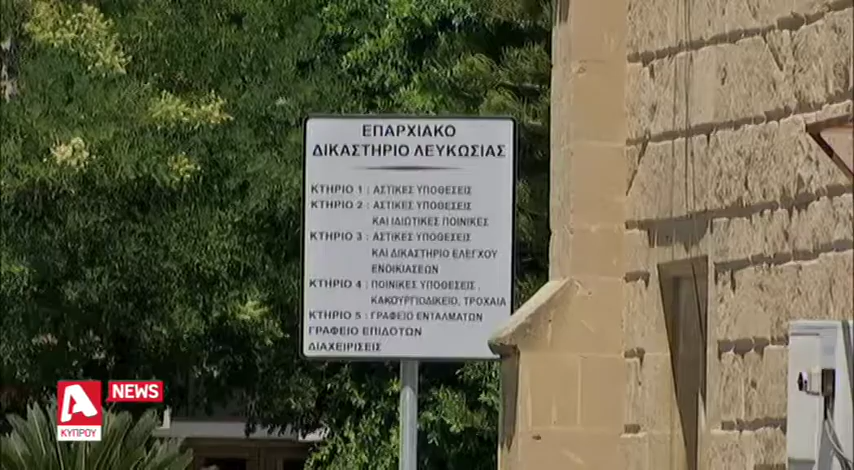 ΕΠΑΡΧΙΑΚΟ
ΔΙΚΑΣΤΗΡΙΟ ΛΕΥΚΩΣΙΑΣ
ΚΤΗΡΙΟ 1 : ΑΣΤΙΚΕΣ ΥΠΟΘΕΣΕΙΣ
ΚΤΗΡΙΟ 2 : ΑΣΤΙΚΕΣ ΥΠΟΘΕΣΕΙΣ
ΚΑΙ ΙΔΙΩΤΙΚΕΣ ΠΟΙΝΙΚΕΣ
ΚΤΗΡΙΟ 3 : ΑΣΤΙΚΕΣ ΥΠΟΘΕΣΕΙΣ
ΚΑΙ ΔΙΚΑΣΤΗΡΙΟ ΕΛΕΓΧΟΥ
ΕΝΟΙΚΙΑΣΕΩΝ
ΚΤΗΡΙΟ 4 : ΠΟΙΝΙΚΕΣ ΥΠΟΘΕΣΕΙΣ,
ΚΑΚΟΥΡΓΙΟΔΙΚΕΙΟ, ΤΡΟΧΑΙΑ
ΚΤΗΡΙΟ 5 : ΓΡΑΦΕΙΟ ΕΝΤΑΛΜΑΤΩΝ
ΓΡΑΦΕΙΟ ΕΠΙΔΟΤΩΝ
ΔΙΑΧΕΙΡΙΣΕΙΣ
NEWS
ΚΥΠΡΟΥ